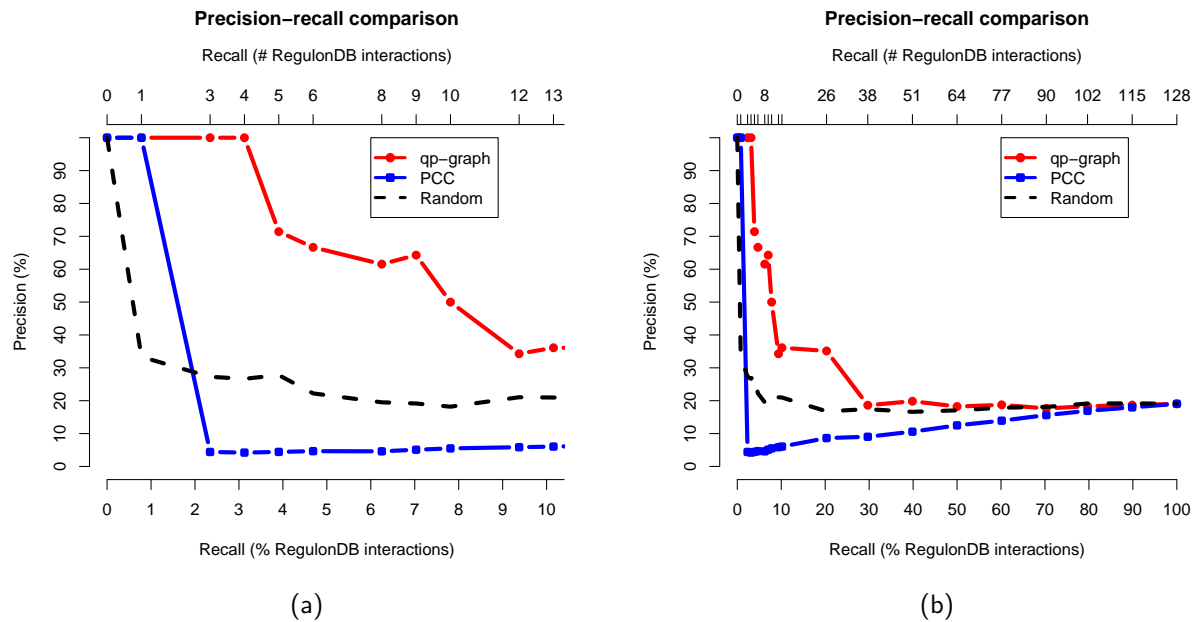 Precision−recall comparison
Recall (# RegulonDB interactions)
0 1 3 4 5 6 8 9 10 12 13
qp−graph
PCC
Random
Precision (%)
90
80
70
60
50
40
30
20
10
0
0 1 2 3 4 5 6 7 8 9 10
Recall (% RegulonDB interactions)
(a)
Precision−recall comparison
Recall (# RegulonDB interactions)
0 8 26 38 51 64 77 90 102 115 128
qp−graph
PCC
Random
Precision (%)
90
80
70
60
50
40
30
20
10
0
0 10 20 30 40 50 60 70 80 90 100
Recall (% RegulonDB interactions)
(b)